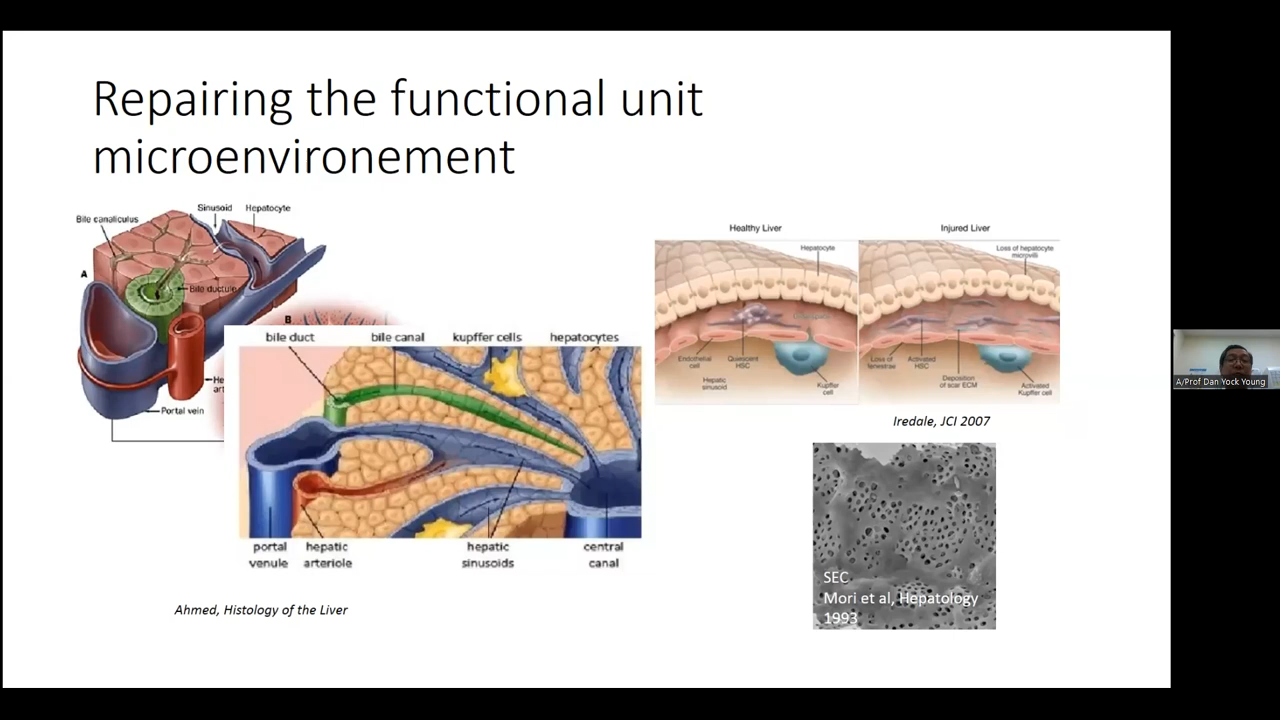 Repairing the functional unit
microenvironement
Sinusoid
Hepatocyte
Bile canaliculus
A
Bile ductule
Portal vein
B
bile duct
bile canal
kupffer cells
hepatocytes
portal
venule
hepatic
arteriole
hepatic
sinusoids
central
canal
Ahmed, Histology of the Liver
Healthy Liver
Hepatocyte
Endothelial
cell
Quiescent
HSC
Hepatic
sinusoid
Kupffer
cell
Injured Liver
Loss of hepatocyte
microvilli
Loss of
fenestrae
Activated
HSC
Deposition
of scar ECM
Activated
Kupffer cell
Iredale, JCI 2007
SEC
Mori et al, Hepatology
1993
A/Prof Dan Yock Young